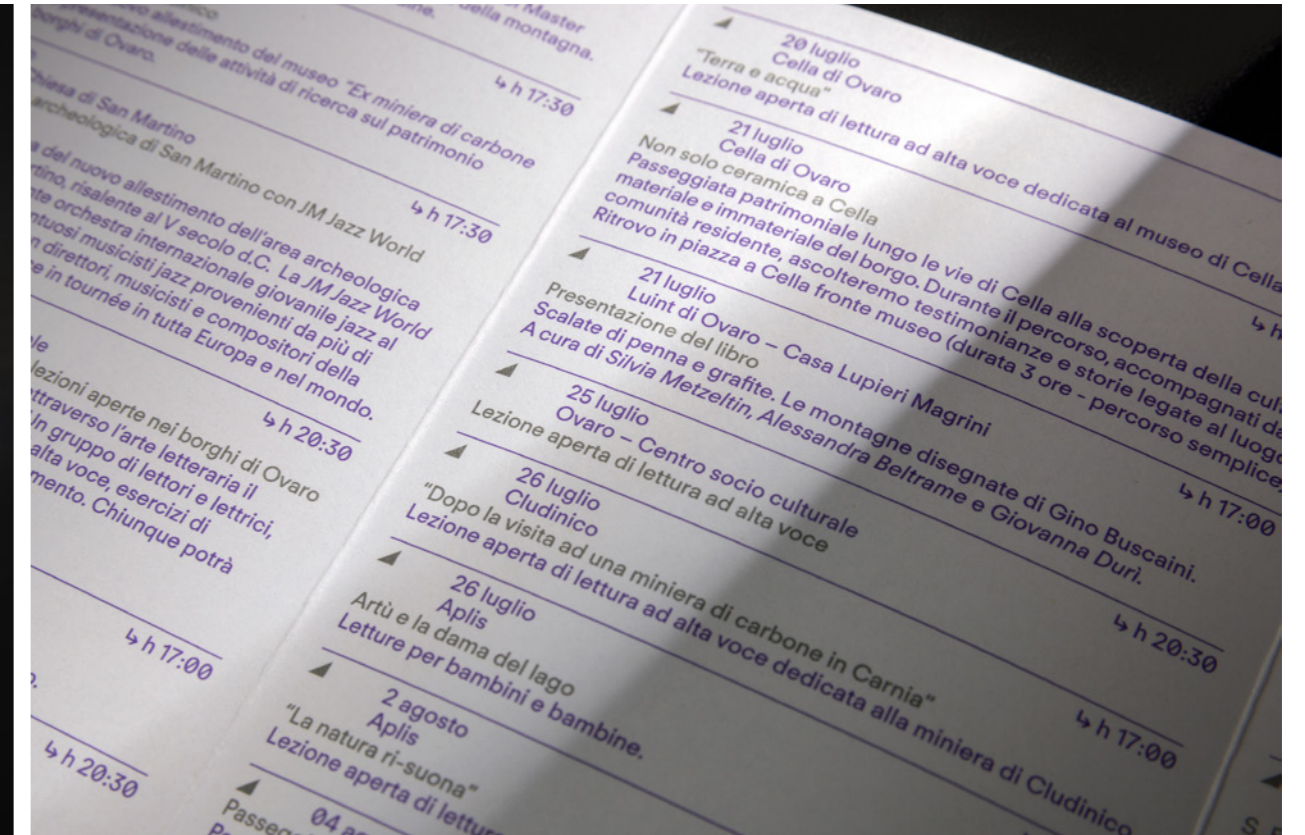 Master
della montagna.
↳ h 17:30
allestimento del museo "Ex miniera di carbone
presentazione delle attività di ricerca sul patrimonio
borghi di Ovaro.
↳ h 17:30
Chiesa di San Martino
archeologica di San Martino con JM Jazz World
del nuovo allestimento dell'area archeologica
risalente al V secolo d.C. La JM Jazz World
orchestra internazionale giovanile jazz al
musicisti jazz provenienti da più di
direttori, musicisti e compositori della
in tournée in tutta Europa e nel mondo.
↳ h 20:30
lezioni aperte nei borghi di Ovaro
attraverso l'arte letteraria il
Un gruppo di lettori e lettrici,
alta voce, esercizi di
Chiunque potrà
↳ h 17:00
↳ h 20:30
20 luglio
Cella di Ovaro
"Terra e acqua"
Lezione aperta di lettura ad alta voce dedicata al museo di Cella
21 luglio ↳ h
Cella di Ovaro
Non solo ceramica a Cella
Passeggiata patrimoniale lungo le vie di Cella alla scoperta della
materiale e immateriale del borgo. Durante il percorso, accompagnati
comunità residente, ascolteremo testimonianze e storie legate al
Ritrovo in piazza a Cella fronte museo (durata 3 ore - percorso semplice,
21 luglio ↳ h 17:00
Luint di Ovaro – Casa Lupieri Magrini
Presentazione del libro
Scalate di penna e grafite. Le montagne disegnate di Gino Buscaini.
A cura di Silvia Metzeltin, Alessandra Beltrame e Giovanna Durì.
25 luglio ↳ h 20:30
Ovaro – Centro socio culturale
Lezione aperta di lettura ad alta voce
26 luglio ↳ h 17:00
Cludinico
"Dopo la visita ad una miniera di carbone in Carnia"
Lezione aperta di lettura ad alta voce dedicata alla miniera di Cludinico
26 luglio
Aplis
Artù e la dama del lago
Letture per bambini e bambine.
2 agosto
Aplis
"La natura ri-suona"
Lezione aperta di lettura
04